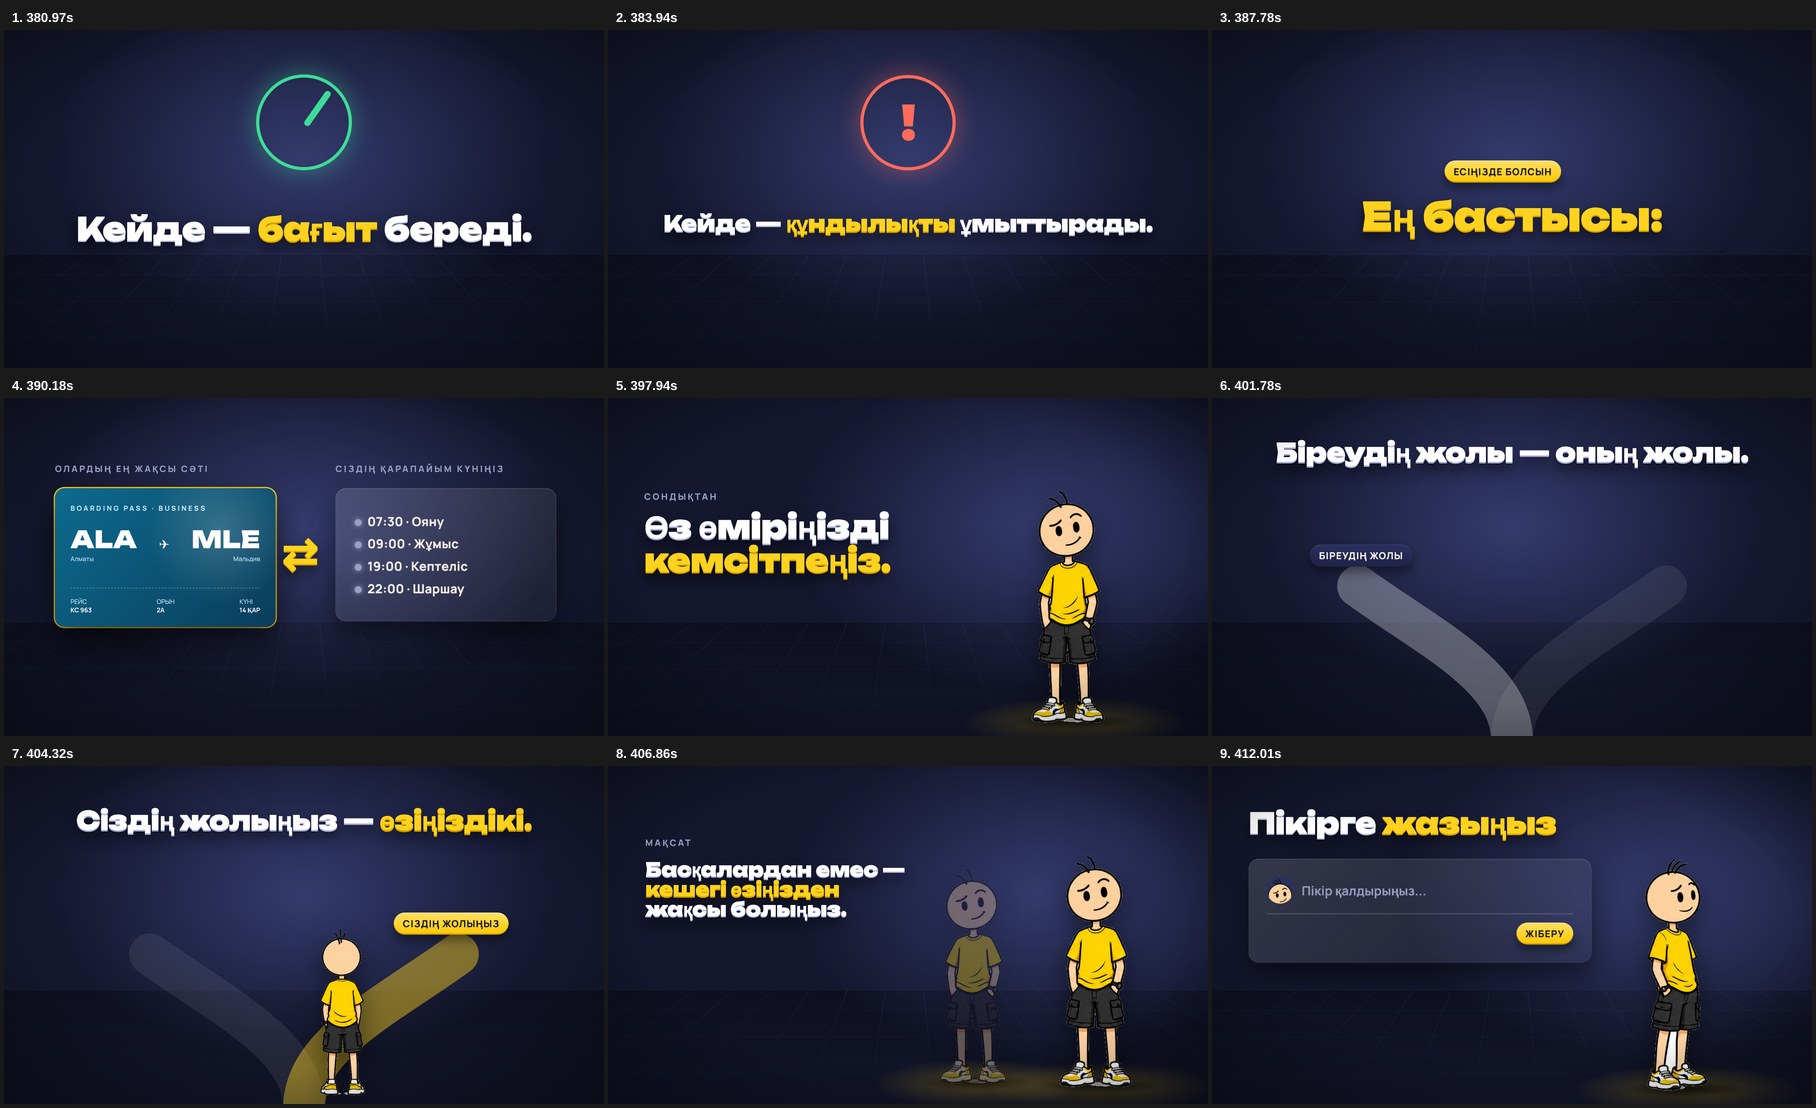 1. 380.97s
Кейде — бағыт береді.
2. 383.94s
!
Кейде — құндылықты ұмыттырады.
3. 387.78s
ЕСІҢІЗДЕ БОЛСЫН
Ең бастысы:
4. 390.18s
ОЛАРДЫҢ ЕҢ ЖАҚСЫ СӘТІ
BOARDING PASS · BUSINESS
ALA ✈ MLE
Алматы Мальдив
РЕЙС ОРЫН КҮНІ
KC 963 2A 14 ҚАР
СІЗДІҢ ҚАРАПАЙЫМ КҮНІҢІЗ
07:30 · Ояну
09:00 · Жұмыс
19:00 · Кептеліс
22:00 · Шаршау
5. 397.94s
СОНДЫҚТАН
Өз өміріңізді
кемсітпеңіз.
6. 401.78s
Біреудің жолы — оның жолы.
БІРЕУДІҢ ЖОЛЫ
7. 404.32s
Сіздің жолыңыз — өзіңіздікі.
СІЗДІҢ ЖОЛЫҢЫЗ
8. 406.86s
МАҚСАТ
Басқалардан емес —
кешегі өзіңізден
жақсы болыңыз.
9. 412.01s
Пікірге жазыңыз
Пікір қалдырыңыз...
ЖІБЕРУ